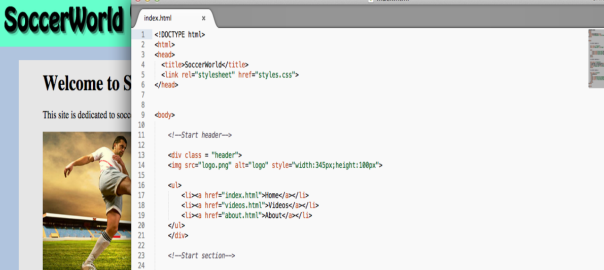 SoccerWorld
Welcome to S
This site is dedicated to socc
index.html x
1 <!DOCTYPE html>
2 <html>
3 <head>
4 <title>SoccerWorld</title>
5 <link rel="stylesheet" href="styles.css">
6 </head>
7
8
9 <body>
10
11 <!--Start header-->
12
13 <div class = "header">
14 <img src="logo.png" alt="logo" style="width:345px;height:100px">
15
16 <ul>
17 <li><a href="index.html">Home</a></li>
18 <li><a href="videos.html">Videos</a></li>
19 <li><a href="about.html">About</a></li>
20 </ul>
21 </div>
22
23 <!--Start section-->
24